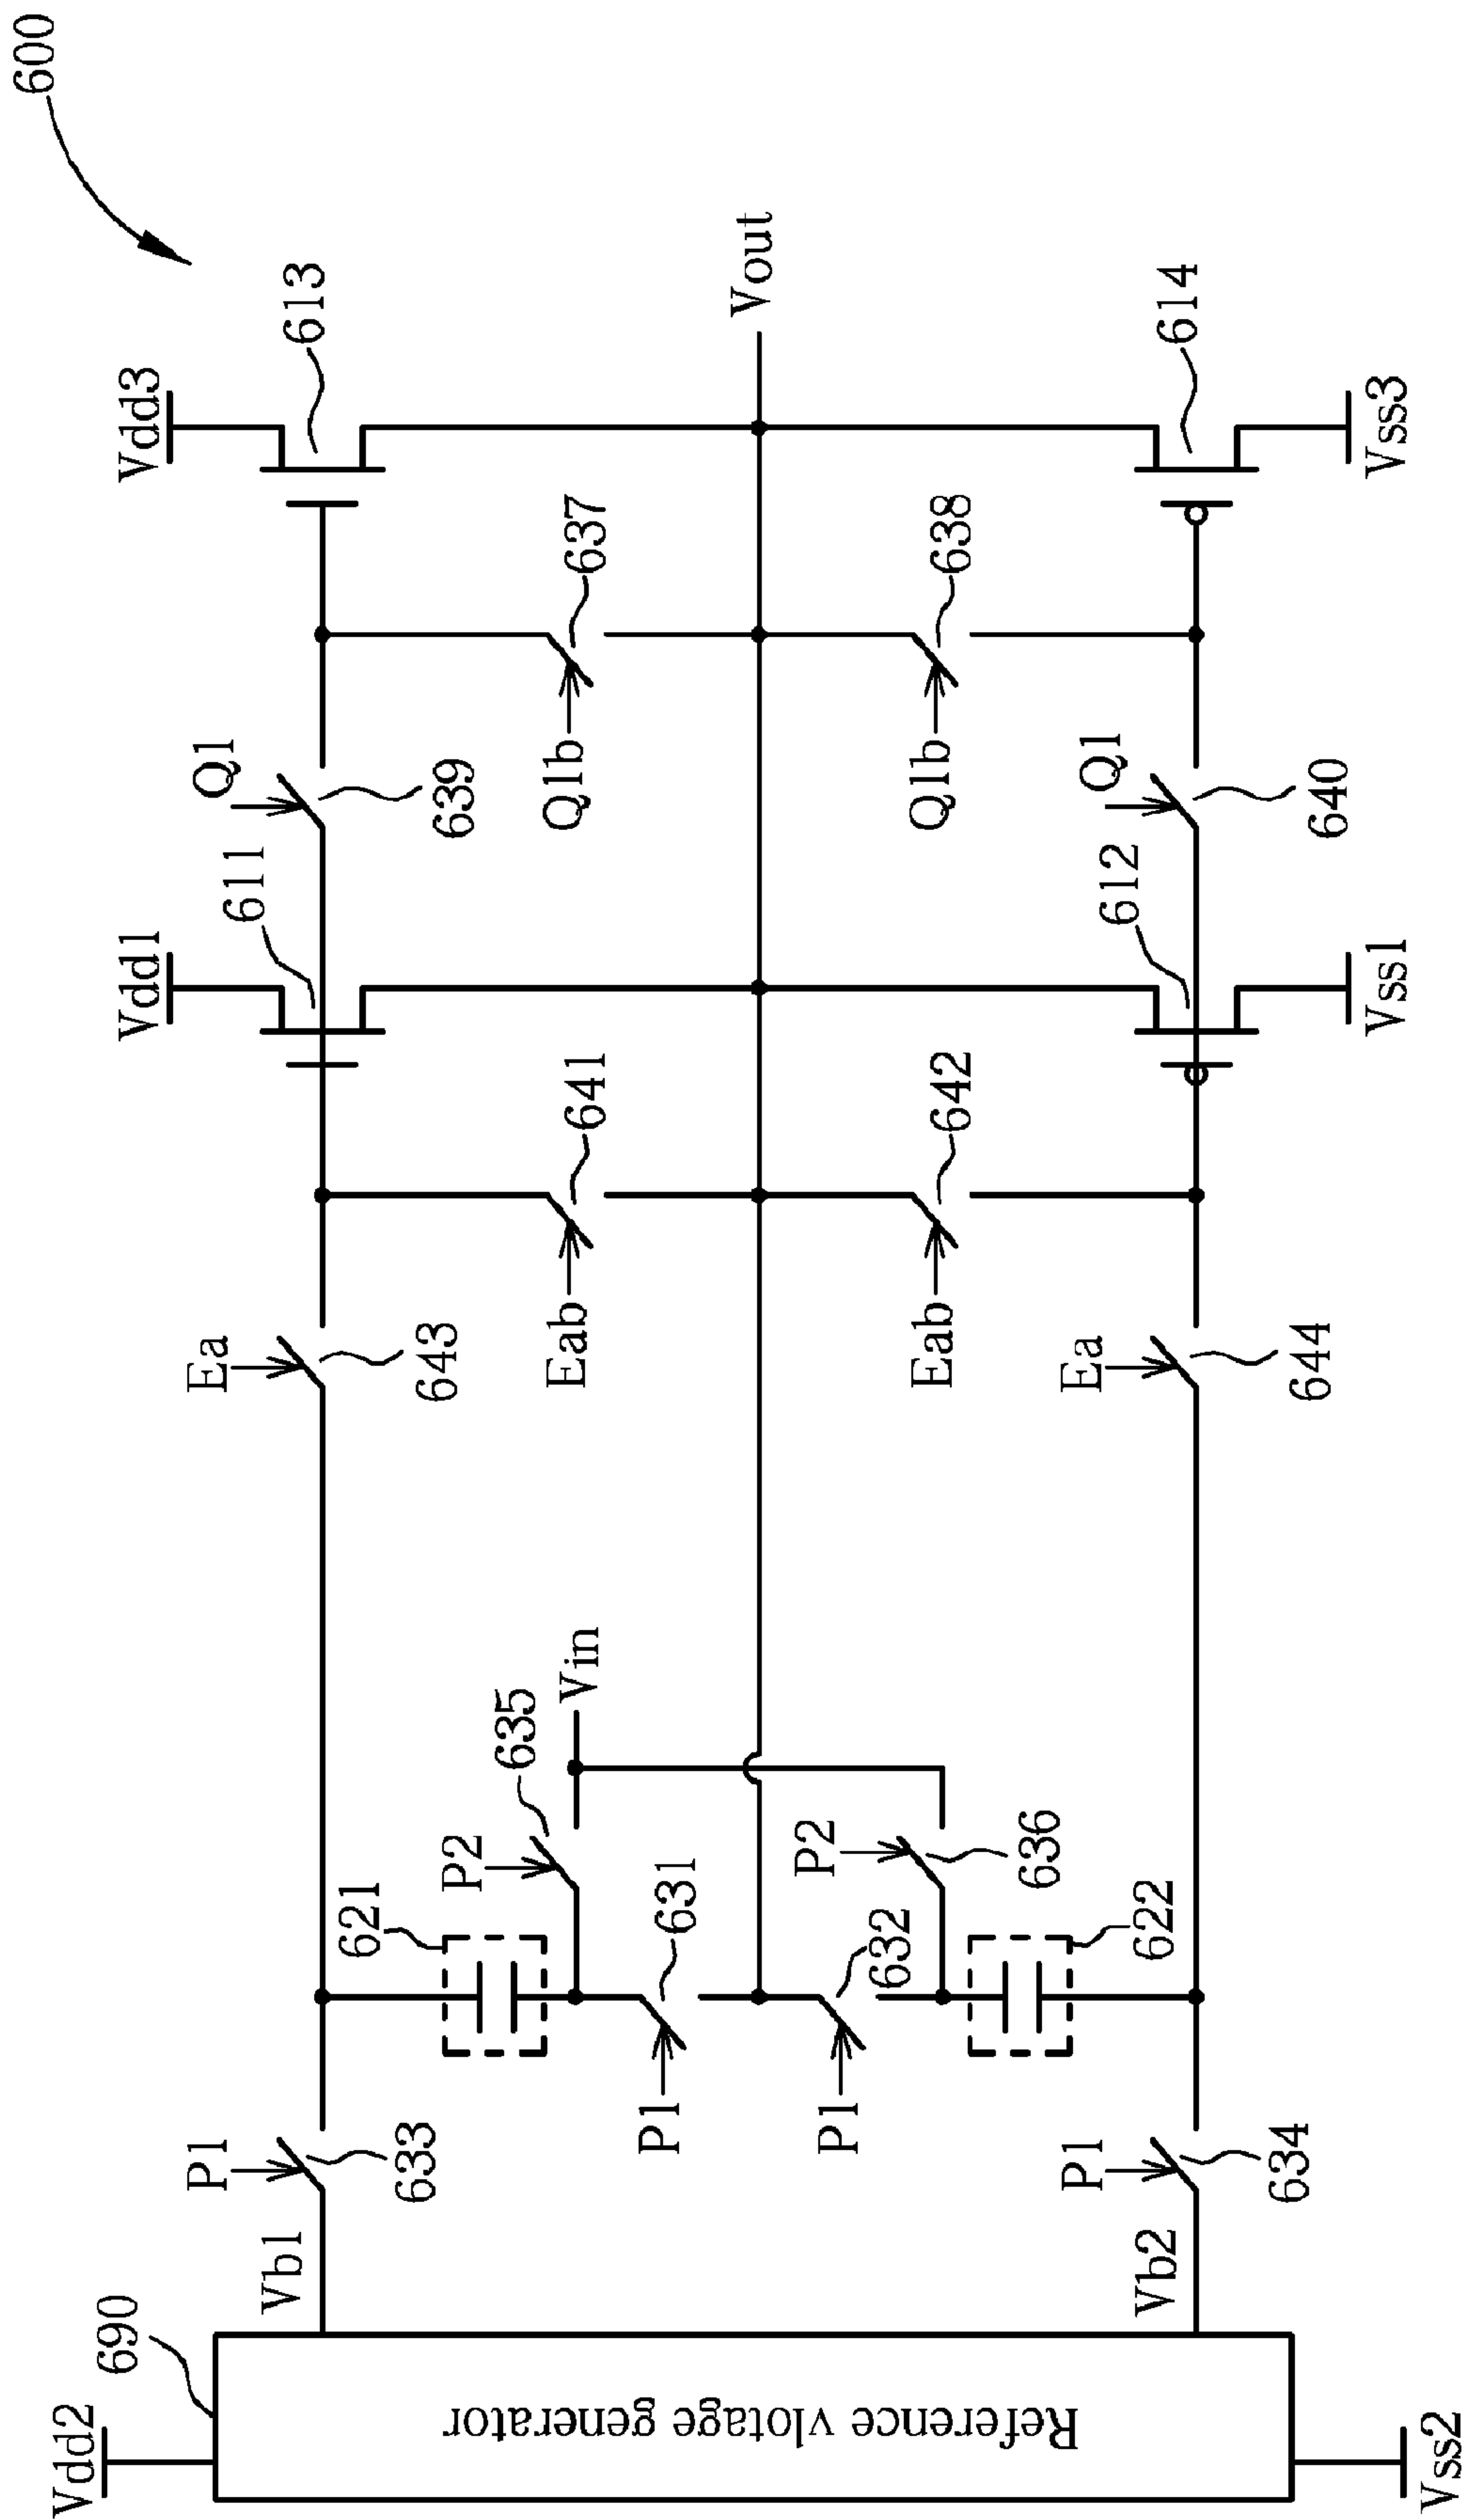 600
Vdd2
690
Vb1
P1
633
621
P2
635
Vin
P1
631
Ea
643
Eab
641
Vdd1
611
Q1
639
Q1b
637
Vdd3
613
Vout
Reference vlotage generator
P1
632
P2
636
622
Vb2
P1
634
Ea
644
Eab
642
612
Vss1
Q1
640
Q1b
638
614
Vss3
Vss2